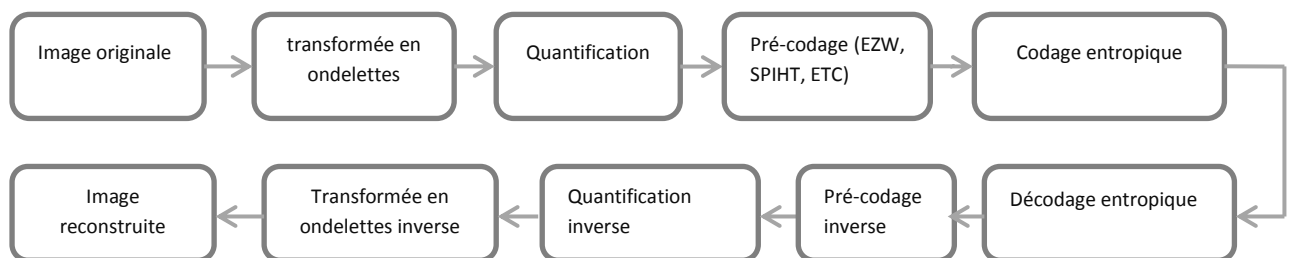 Image originale
transformée en
ondelettes
Quantification
Pré-codage (EZW,
SPIHT, ETC)
Codage entropique
Image
reconstruite
Transformée en
ondelettes inverse
Quantification
inverse
Pré-codage
inverse
Décodage entropique